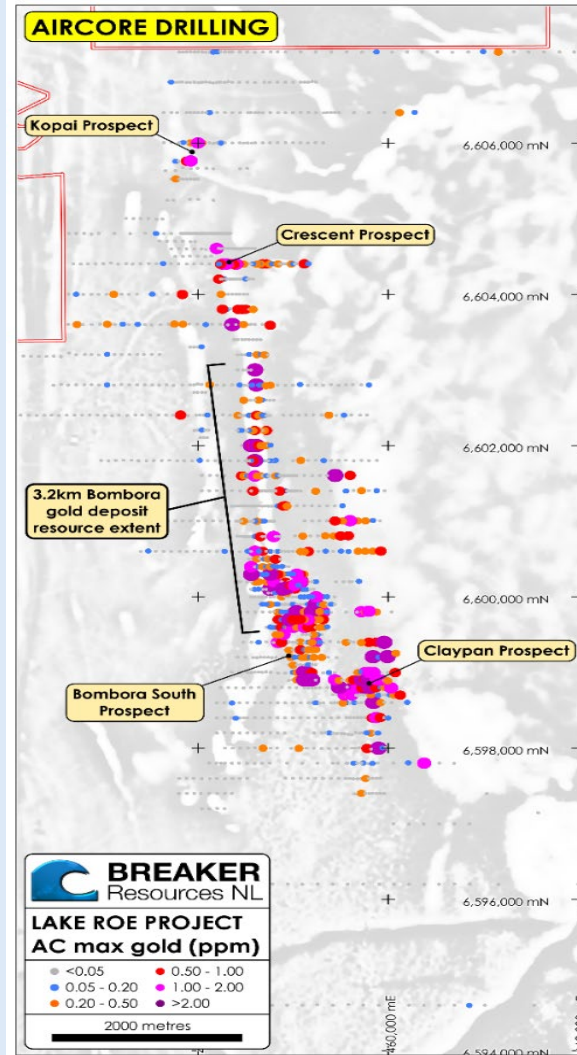 AIRCORE DRILLING
Kopai Prospect
6,606,000 mN
Crescent Prospect
6,604,000 mN
6,602,000 mN
3.2km Bombora
gold deposit
resource extent
6,600,000 mN
Claypan Prospect
Bombora South
Prospect
6,598,000 mN
BREAKER
Resources NL
6,596,000 mN
LAKE ROE PROJECT
AC max gold (ppm)
<0.05
0.50 - 1.00
0.05 - 0.20
1.00 - 2.00
0.20 - 0.50
>2.00
2000 metres
460,000 mE
6,594,000 mN